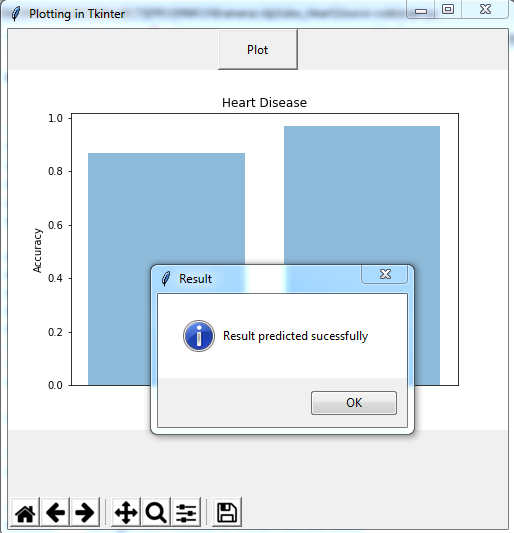 Plotting in Tkinter
Plot
Heart Disease
1.0
0.8
0.6
0.4
0.2
0.0
Accuracy
Result
Result predicted sucessfully
OK